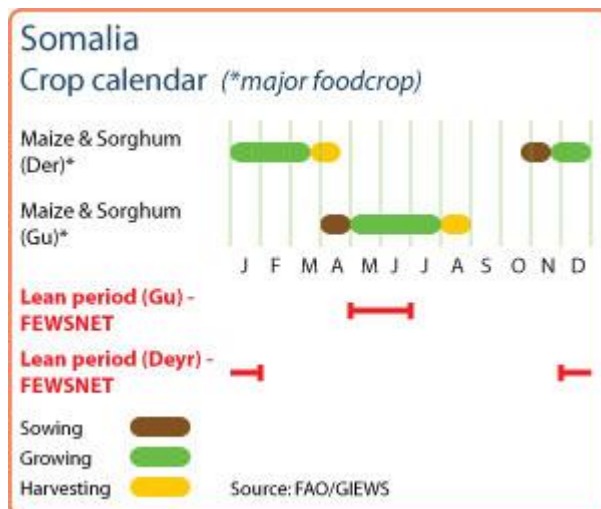 Somalia
Crop calendar (*major foodcrop)
Maize & Sorghum
(Der)*
Maize & Sorghum
(Gu)*
J F M A M J J A S O N D
Lean period (Gu) -
FEWSNET
Lean period (Deyr) -
FEWSNET
Sowing
Growing
Harvesting
Source: FAO/GIEWS